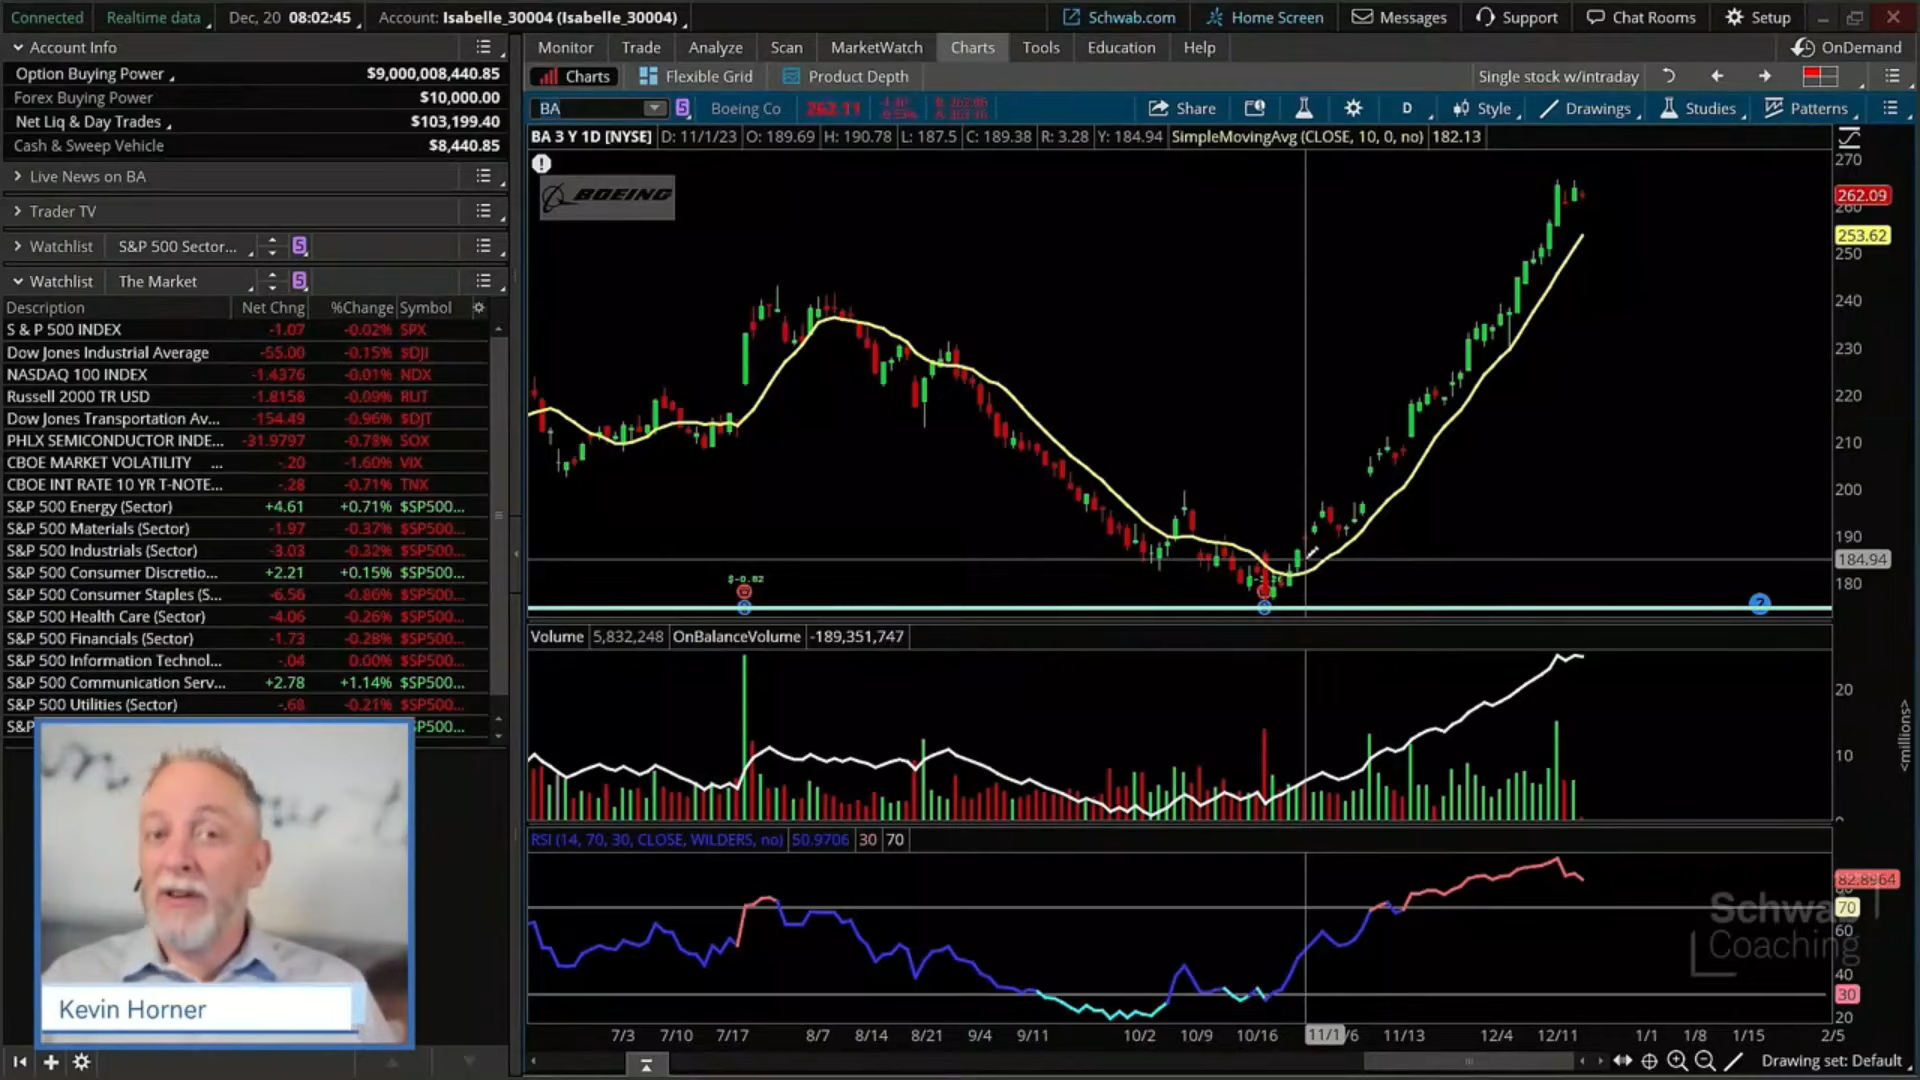 Connected Realtime data Dec, 20 08:02:45 Account: Isabelle_30004 (Isabelle_30004) Schwab.com Home Screen Messages Support Chat Rooms Setup
Account Info
Option Buying Power $9,000,008,440.85
Forex Buying Power $10,000.00
Net Liq & Day Trades $103,199.40
Cash & Sweep Vehicle $8,440.85
Live News on BA
Trader TV
Watchlist S&P 500 Sector... 5
Watchlist The Market 5
Description Net Chng %Change Symbol
S & P 500 INDEX -1.07 -0.02% SPX
Dow Jones Industrial Average -55.00 -0.15% $DJI
NASDAQ 100 INDEX -1.4376 -0.01% NDX
Russell 2000 TR USD -1.8158 -0.09% RUT
Dow Jones Transportation Av... -154.49 -0.96% $DJT
PHLX SEMICONDUCTOR INDE... -31.9797 -0.78% SOX
CBOE MARKET VOLATILITY ... -.20 -1.60% VIX
CBOE INT RATE 10 YR T-NOTE... -.28 -0.71% TNX
S&P 500 Energy (Sector) +4.61 +0.71% $SP500...
S&P 500 Materials (Sector) -1.97 -0.37% $SP500...
S&P 500 Industrials (Sector) -3.03 -0.32% $SP500...
S&P 500 Consumer Discretio... +2.21 +0.15% $SP500...
S&P 500 Consumer Staples (S... -6.56 -0.86% $SP500...
S&P 500 Health Care (Sector) -4.06 -0.26% $SP500...
S&P 500 Financials (Sector) -1.73 -0.28% $SP500...
S&P 500 Information Technol... -.04 0.00% $SP500...
S&P 500 Communication Serv... +2.78 +1.14% $SP500...
S&P 500 Utilities (Sector) -.68 -0.21% $SP500...
S&P SP500...
Kevin Horner
Monitor Trade Analyze Scan MarketWatch Charts Tools Education Help OnDemand
Charts Flexible Grid Product Depth Single stock w/intraday
BA 5 Boeing Co 262.11 Share D Style Drawings Studies Patterns
BA 3 Y 1D [NYSE] D: 11/1/23 O: 189.69 H: 190.78 L: 187.5 C: 189.38 R: 3.28 Y: 184.94 SimpleMovingAvg (CLOSE, 10, 0, no) 182.13
BOEING
270
262.09
260
253.62
250
240
230
220
210
200
190
184.94
180
$-0.82
Volume 5,832,248 OnBalanceVolume -189,351,747
20
10
<millions>
RSI (14, 70, 30, CLOSE, WILDERS, no) 50.9706 30 70
82.8964
70
60
40
30
20
Schwab
Coaching
7/3 7/10 7/17 8/7 8/14 8/21 9/4 9/11 10/2 10/9 10/16 11/1 /6 11/13 12/4 12/11 1/1 1/8 1/15 2/5
Drawing set: Default